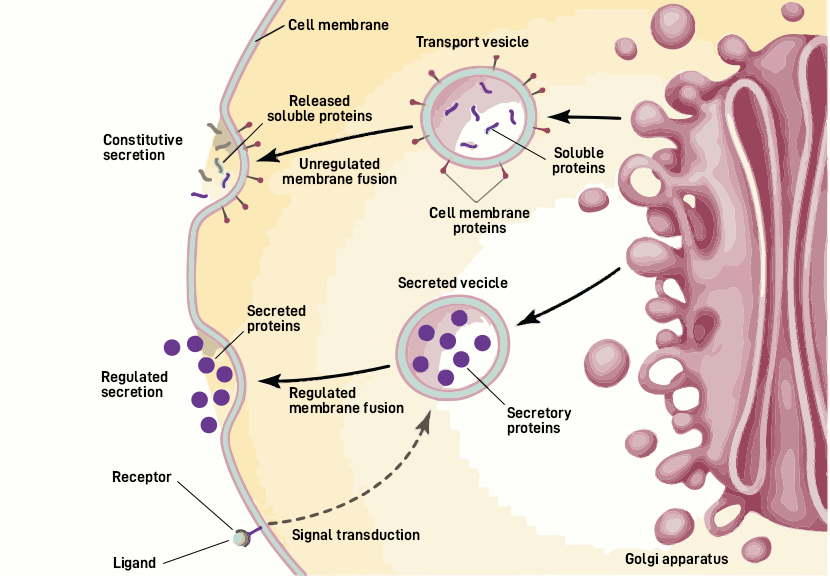 Cell membrane
Transport vesicle
Released
soluble proteins
Constitutive
secretion
Unregulated
membrane fusion
Soluble
proteins
Cell membrane
proteins
Secreted vecicle
Secreted
proteins
Regulated
secretion
Regulated
membrane fusion
Secretory
proteins
Receptor
Signal transduction
Ligand
Golgi apparatus